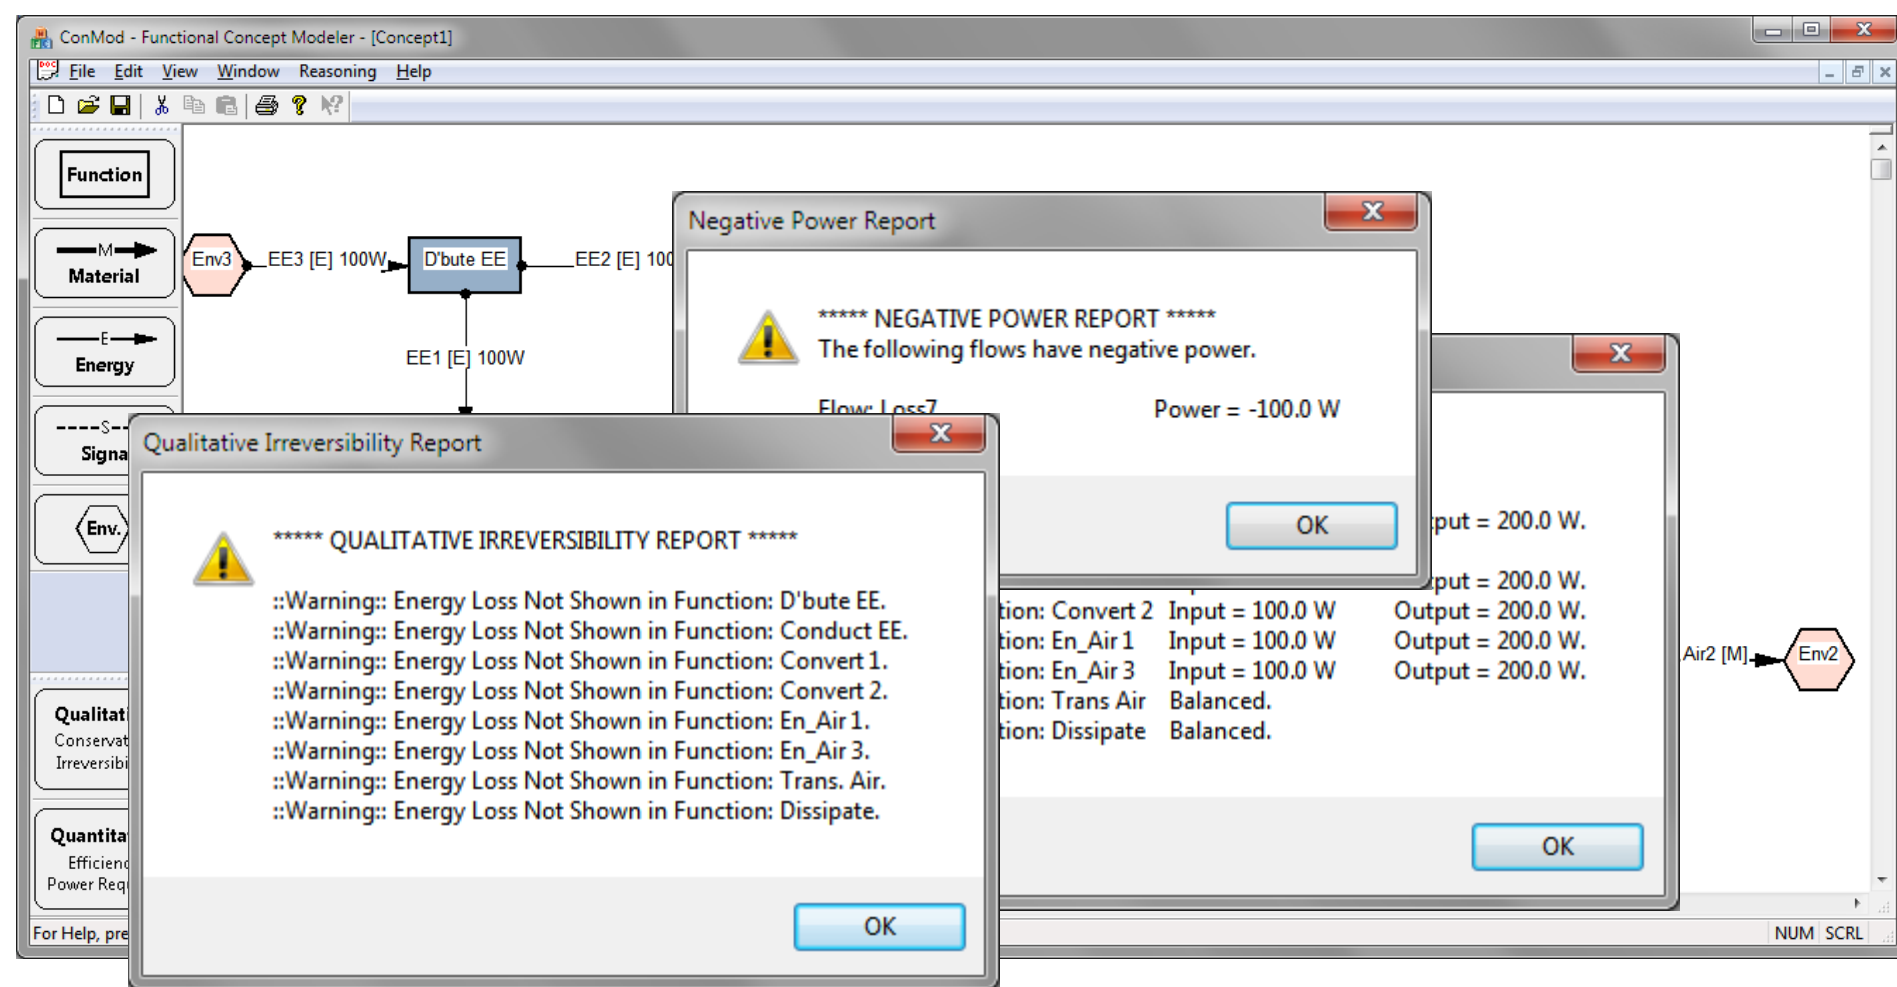 ConMod - Functional Concept Modeler - [Concept1]
File Edit View Window Reasoning Help
Function
M
Material
E
Energy
S
Signa
Env.
Qualitati
Conservat
Irreversibi
Quantita
Efficienc
Power Req
For Help, pre
NUM SCRL
Env3
EE3 [E] 100W
D'bute EE
EE2 [E] 100
EE1 [E] 100W
Air2 [M]
Env2
Negative Power Report
***** NEGATIVE POWER REPORT *****
The following flows have negative power.
Flow: Loss7 Power = -100.0 W
OK
Qualitative Irreversibility Report
***** QUALITATIVE IRREVERSIBILITY REPORT *****
::Warning:: Energy Loss Not Shown in Function: D'bute EE.
::Warning:: Energy Loss Not Shown in Function: Conduct EE.
::Warning:: Energy Loss Not Shown in Function: Convert 1.
::Warning:: Energy Loss Not Shown in Function: Convert 2.
::Warning:: Energy Loss Not Shown in Function: En_Air 1.
::Warning:: Energy Loss Not Shown in Function: En_Air 3.
::Warning:: Energy Loss Not Shown in Function: Trans. Air.
::Warning:: Energy Loss Not Shown in Function: Dissipate.
OK
put = 200.0 W.
put = 200.0 W.
tion: Convert 2 Input = 100.0 W Output = 200.0 W.
tion: En_Air 1 Input = 100.0 W Output = 200.0 W.
tion: En_Air 3 Input = 100.0 W Output = 200.0 W.
tion: Trans Air Balanced.
tion: Dissipate Balanced.
OK